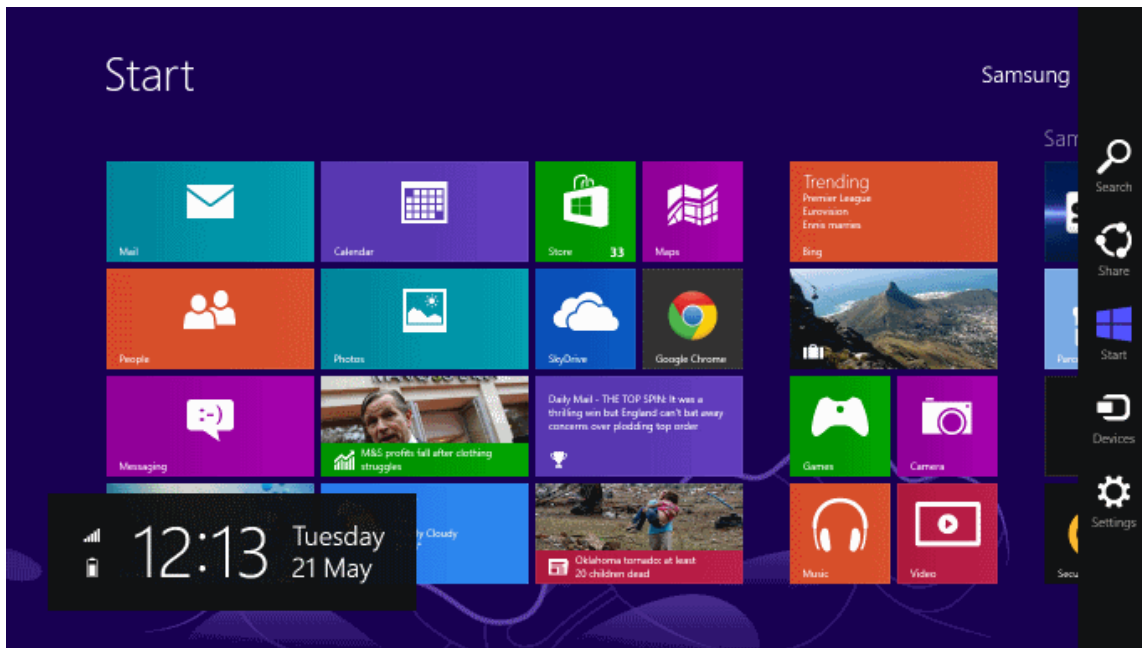 Start
Samsung
Mail
Calendar
Store 33
Maps
Trending
Premier League
Eurovision
Ennis marries
Bing
People
Photos
SkyDrive
Google Chrome
Messaging
M&S profits fall after clothing
struggles
Daily Mail - THE TOP SPIN: It was a
thrilling win but England can't bat away
concerns over plodding top order
Games
Camera
Cloudy
Oklahoma tornado: at least
20 children dead
Music
Video
12:13
Tuesday
21 May
Search
Share
Start
Devices
Settings